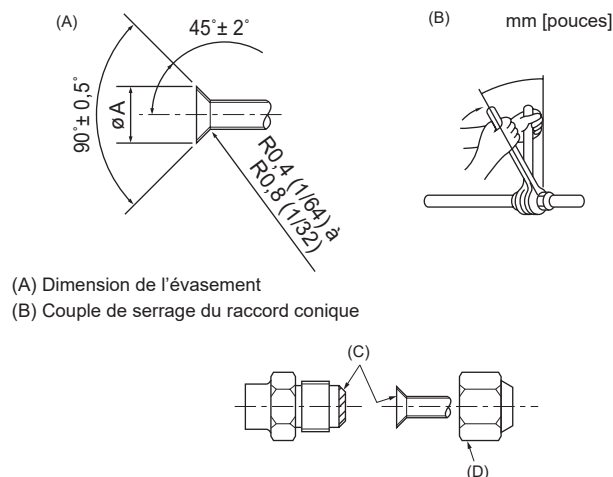 (A)
45˚± 2˚
90˚± 0,5˚
øA
R0,4 (1/64) à
R0,8 (1/32)
(B)
mm [pouces]
(A) Dimension de l’évasement
(B) Couple de serrage du raccord conique
(C)
(D)